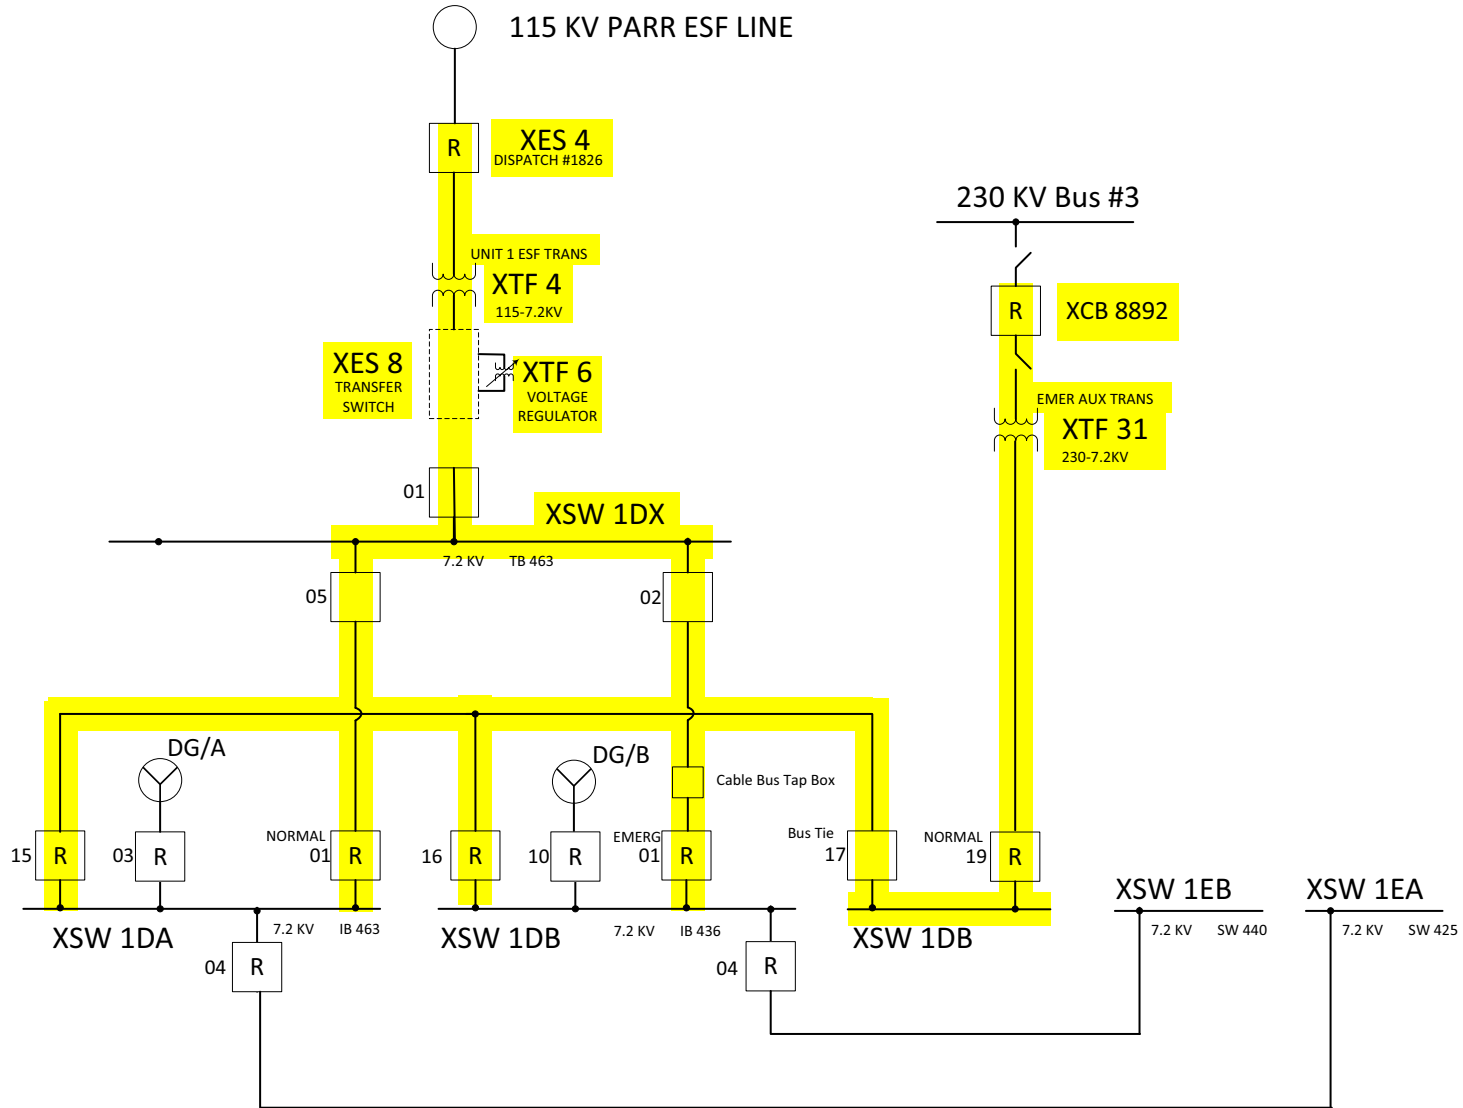 115 KV PARR ESF LINE
R
XES 4
DISPATCH #1826
230 KV Bus #3
UNIT 1 ESF TRANS
XTF 4
115-7.2KV
R
XCB 8892
XES 8
TRANSFER
SWITCH
XTF 6
VOLTAGE
REGULATOR
EMER AUX TRANS
XTF 31
230-7.2KV
01
XSW 1DX
7.2 KV TB 463
05
02
DG/A
DG/B
Cable Bus Tap Box
15 R
03 R
NORMAL
01 R
16 R
10 R
EMERG
01 R
Bus Tie
17
NORMAL
19 R
XSW 1EB
7.2 KV SW 440
XSW 1EA
7.2 KV SW 425
XSW 1DA
7.2 KV IB 463
XSW 1DB
7.2 KV IB 436
XSW 1DB
04 R
04 R